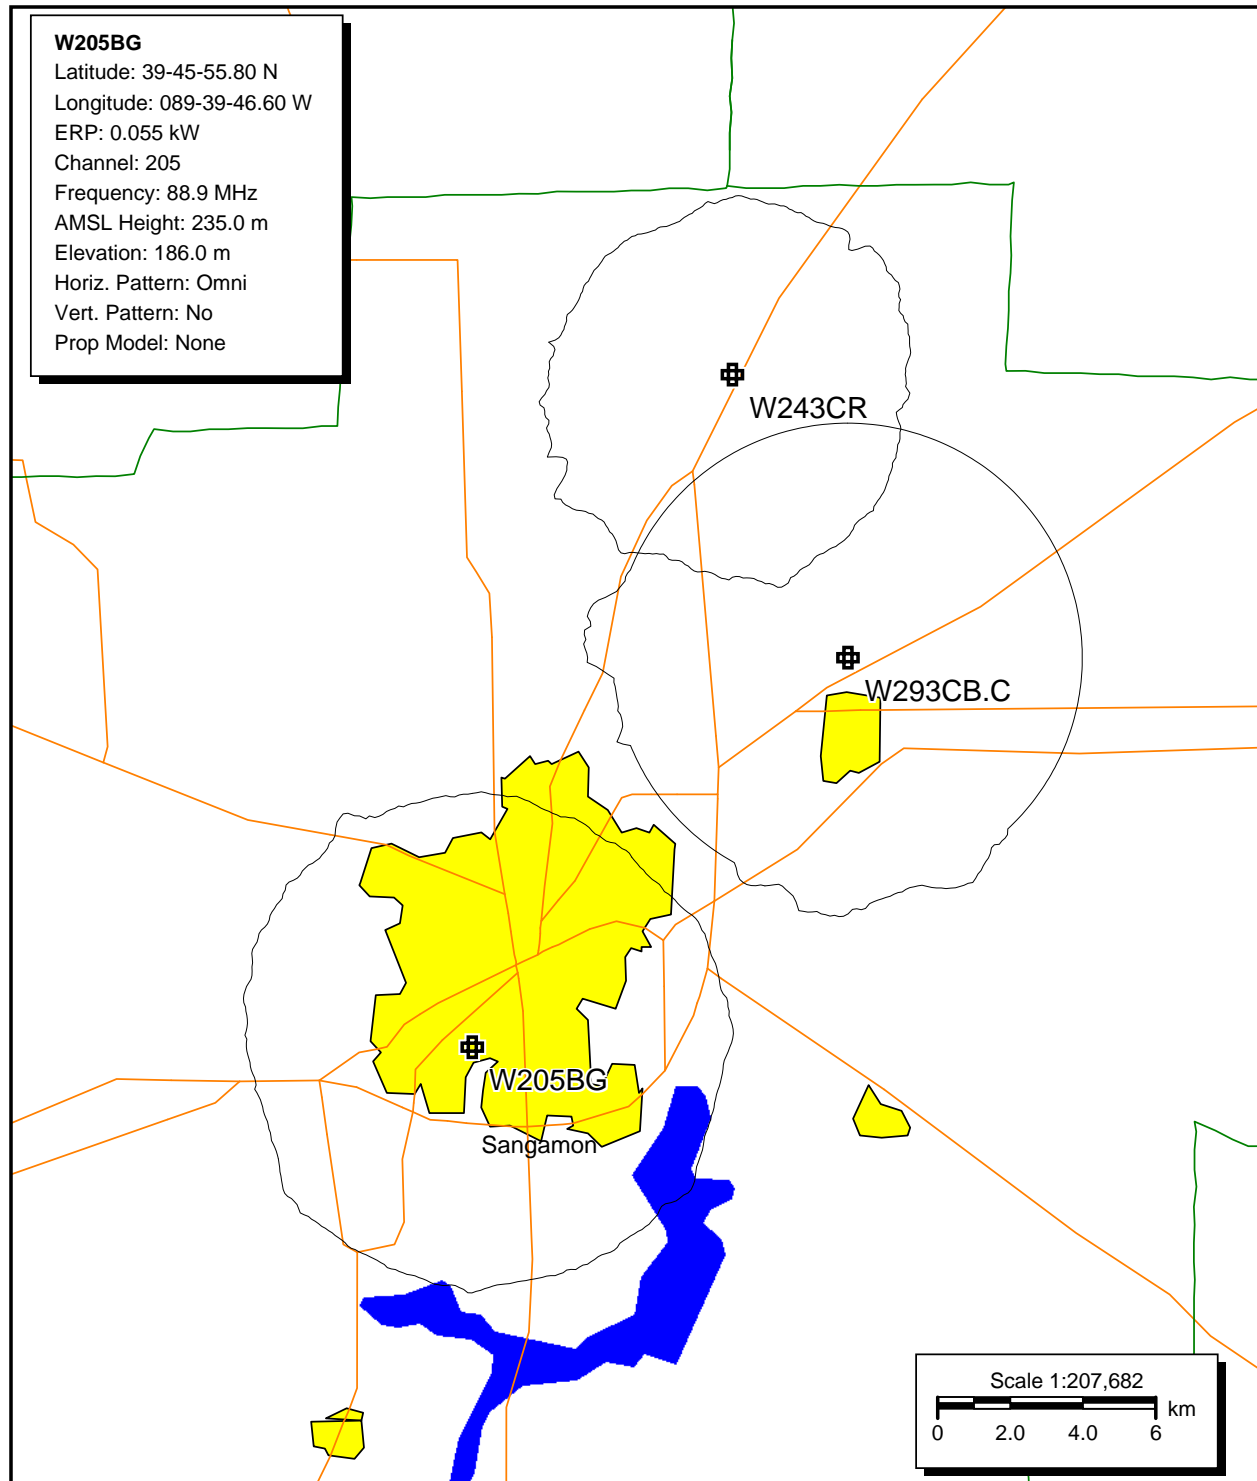 W205BG
Latitude: 39-45-55.80 N
Longitude: 089-39-46.60 W
ERP: 0.055 kW
Channel: 205
Frequency: 88.9 MHz
AMSL Height: 235.0 m
Elevation: 186.0 m
Horiz. Pattern: Omni
Vert. Pattern: No
Prop Model: None
W243CR
W293CB.C
W205BG
Sangamon
Scale 1:207,682
km
0 2.0 4.0 6